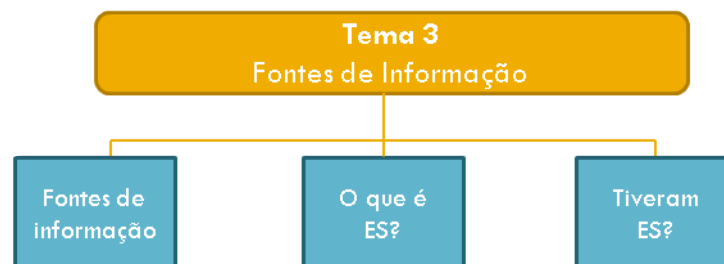 Tema 3
Fontes de Informação
Fontes de
informação
O que é
ES?
Tiveram
ES?